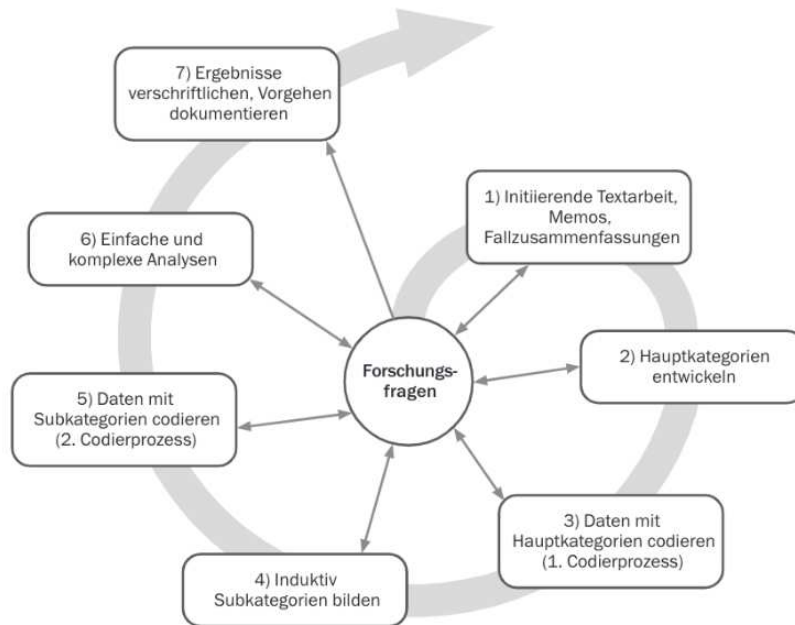 Forschungs-
fragen
1) Initiierende Textarbeit,
Memos,
Fallzusammenfassungen
2) Hauptkategorien
entwickeln
3) Daten mit
Hauptkategorien codieren
(1. Codierprozess)
4) Induktiv
Subkategorien bilden
5) Daten mit
Subkategorien codieren
(2. Codierprozess)
6) Einfache und
komplexe Analysen
7) Ergebnisse
verschriftlichen, Vorgehen
dokumentieren